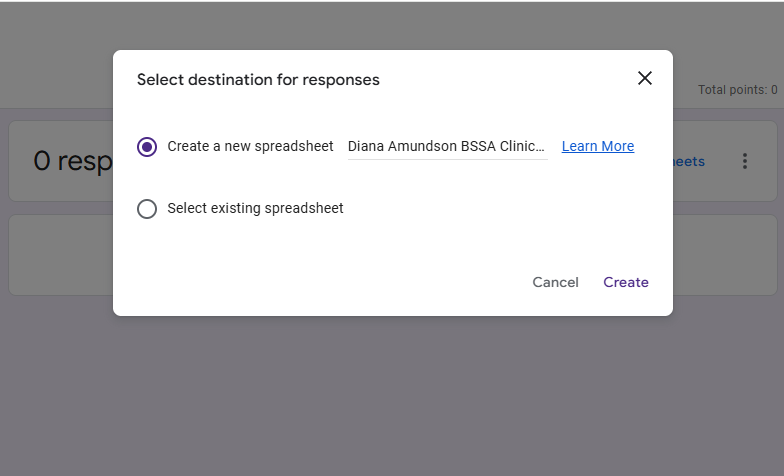 Select destination for responses
Total points: 0
Create a new spreadsheet Diana Amundson BSSA Clinic... Learn More
0 resp
eets
Select existing spreadsheet
Cancel Create